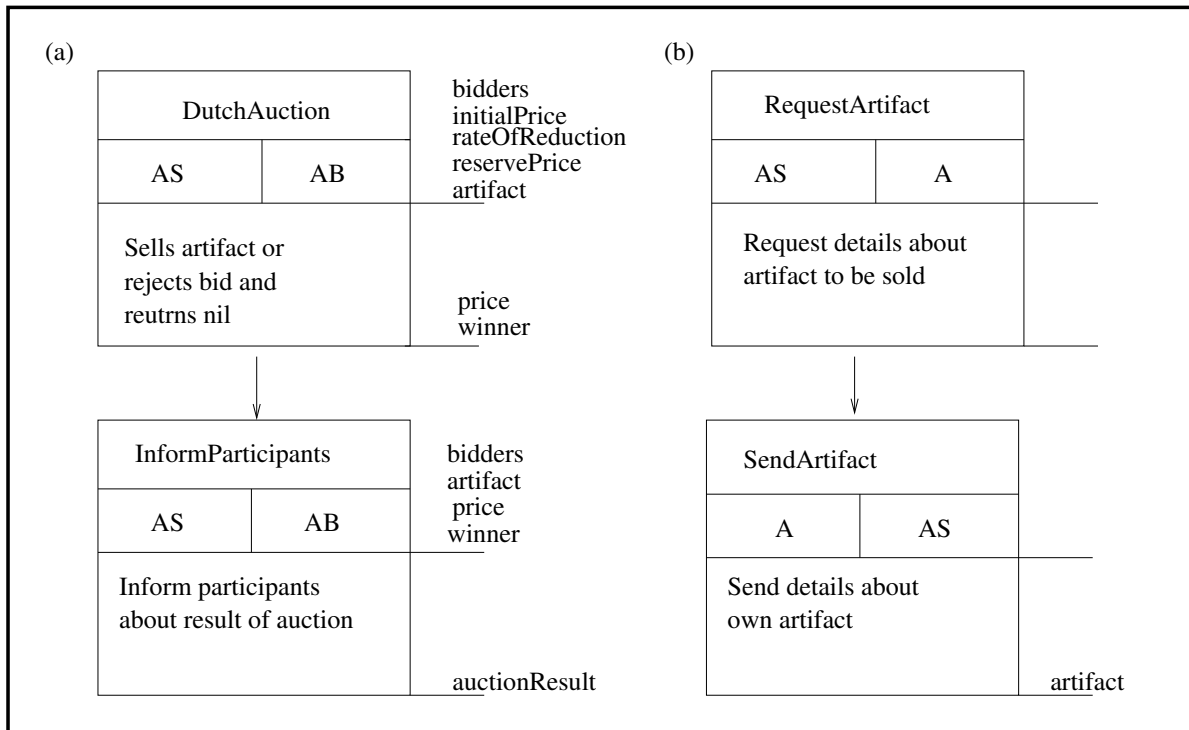 (a)
DutchAuction
AS
AB
bidders
initialPrice
rateOfReduction
reservePrice
artifact
Sells artifact or
rejects bid and
reutrns nil
price
winner
InformParticipants
AS
AB
bidders
artifact
price
winner
Inform participants
about result of auction
auctionResult
(b)
RequestArtifact
AS
A
Request details about
artifact to be sold
SendArtifact
A
AS
Send details about
own artifact
artifact